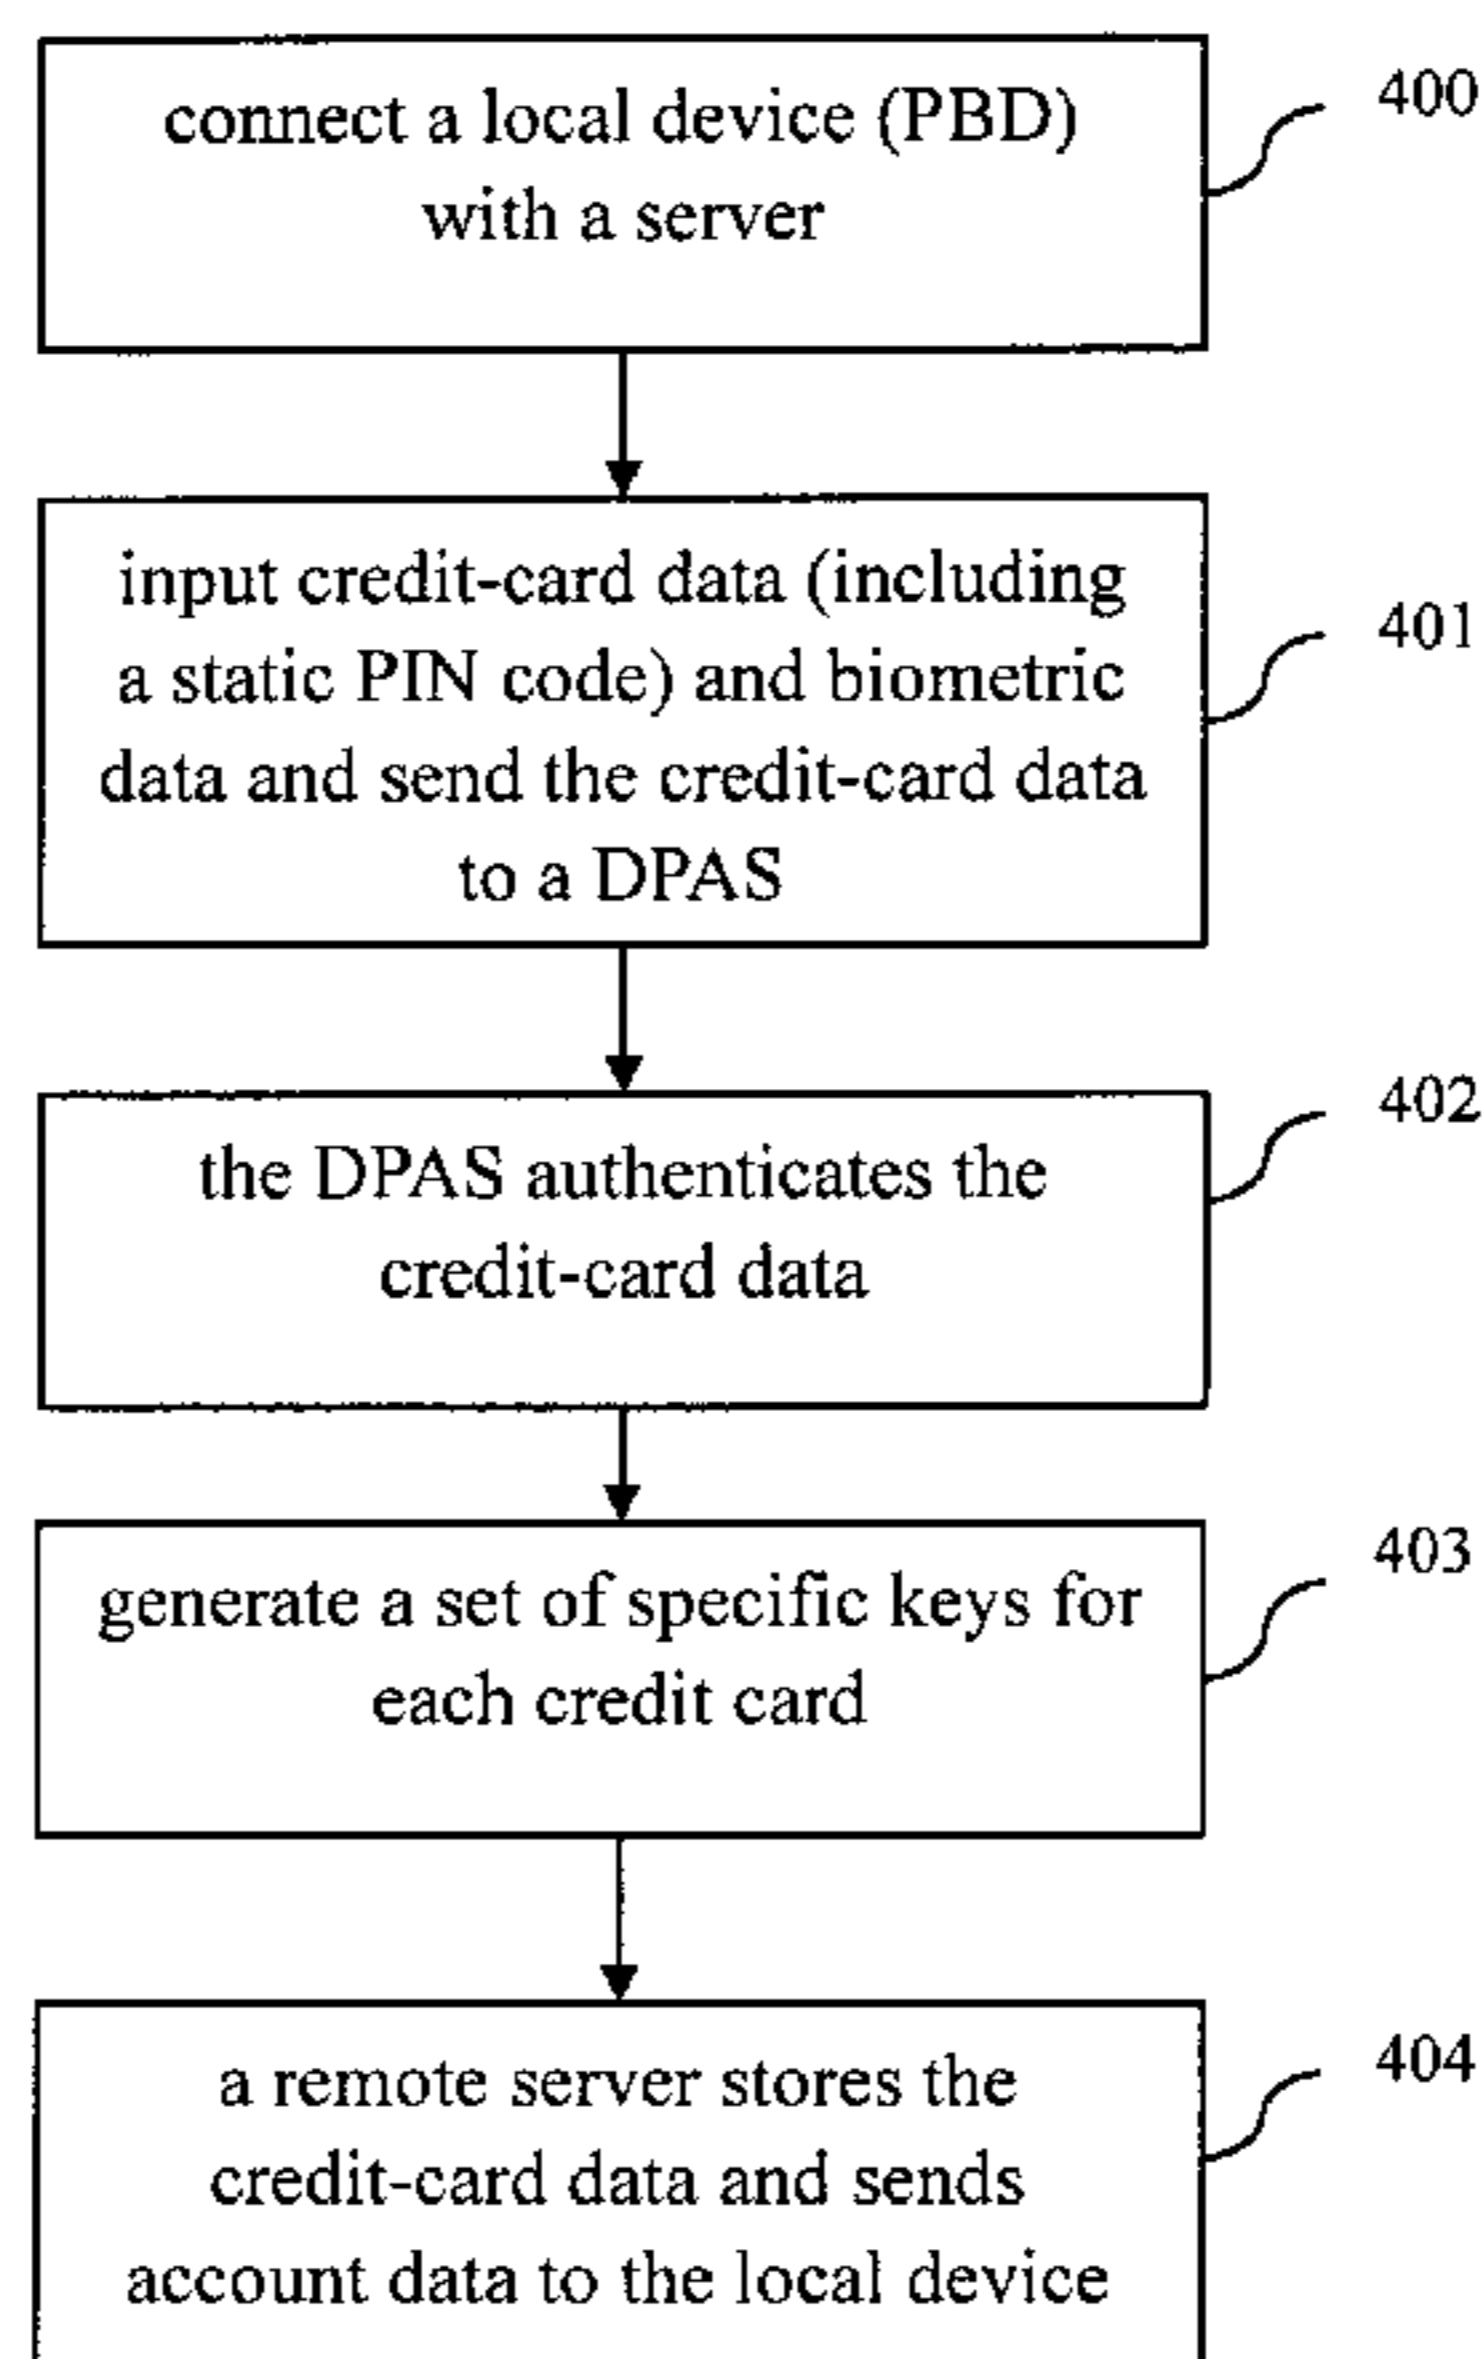 connect a local device (PBD)
with a server
400
input credit-card data (including
a static PIN code) and biometric
data and send the credit-card data
to a DPAS
401
the DPAS authenticates the
credit-card data
402
generate a set of specific keys for
each credit card
403
a remote server stores the
credit-card data and sends
account data to the local device
404